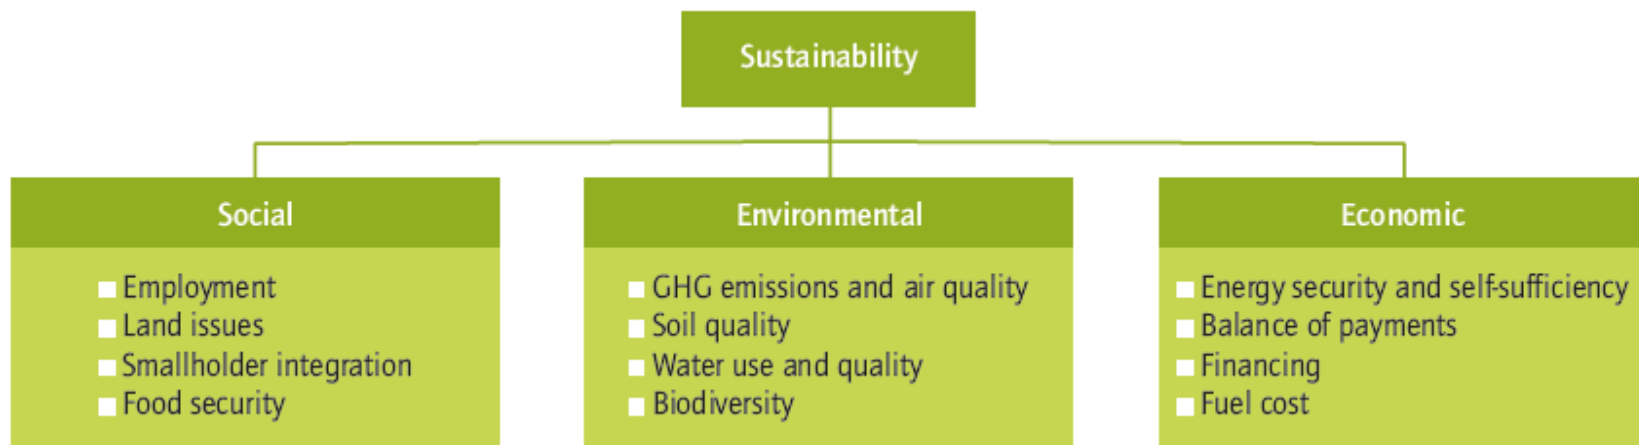 Sustainability
Social
Employment
Land issues
Smallholder integration
Food security
Environmental
GHG emissions and air quality
Soil quality
Water use and quality
Biodiversity
Economic
Energy security and self-sufficiency
Balance of payments
Financing
Fuel cost